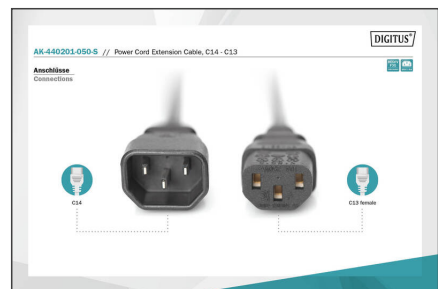 DIGITUS®
AK-440201-050-S // Power Cord Extension Cable, C14 - C13
Anschlüsse
Connections
C14
C13 female